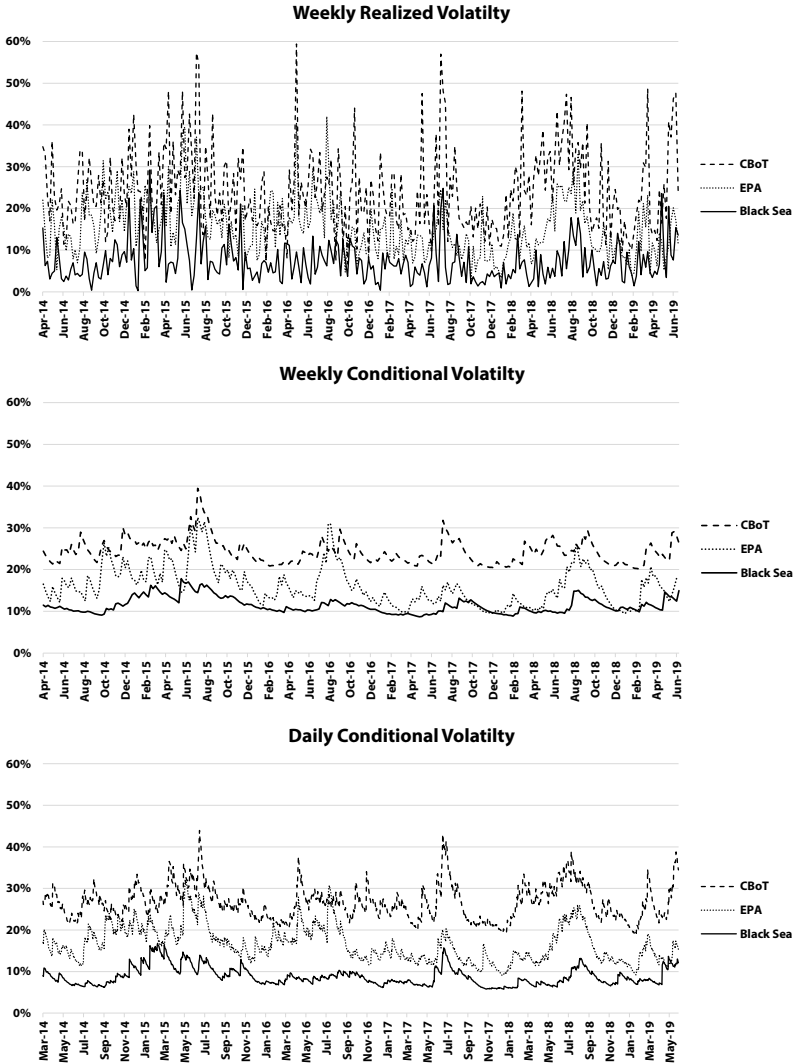 Weekly Realized Volatilty
60%
50%
40%
30%
20%
10%
0%
Apr-14 Jun-14 Aug-14 Oct-14 Dec-14 Feb-15 Apr-15 Jun-15 Aug-15 Oct-15 Dec-15 Feb-16 Apr-16 Jun-16 Aug-16 Oct-16 Dec-16 Feb-17 Apr-17 Jun-17 Aug-17 Oct-17 Dec-17 Feb-18 Apr-18 Jun-18 Aug-18 Oct-18 Dec-18 Feb-19 Apr-19 Jun-19
CBoT
EPA
Black Sea
Weekly Conditional Volatilty
60%
50%
40%
30%
20%
10%
0%
Apr-14 Jun-14 Aug-14 Oct-14 Dec-14 Feb-15 Apr-15 Jun-15 Aug-15 Oct-15 Dec-15 Feb-16 Apr-16 Jun-16 Aug-16 Oct-16 Dec-16 Feb-17 Apr-17 Jun-17 Aug-17 Oct-17 Dec-17 Feb-18 Apr-18 Jun-18 Aug-18 Oct-18 Dec-18 Feb-19 Apr-19 Jun-19
CBoT
EPA
Black Sea
Daily Conditional Volatilty
60%
50%
40%
30%
20%
10%
0%
Mar-14 May-14 Jul-14 Sep-14 Nov-14 Jan-15 Mar-15 May-15 Jul-15 Sep-15 Nov-15 Jan-16 Mar-16 May-16 Jul-16 Sep-16 Nov-16 Jan-17 Mar-17 May-17 Jul-17 Sep-17 Nov-17 Jan-18 Mar-18 May-18 Jul-18 Sep-18 Nov-18 Jan-19 Mar-19 May-19
CBoT
EPA
Black Sea